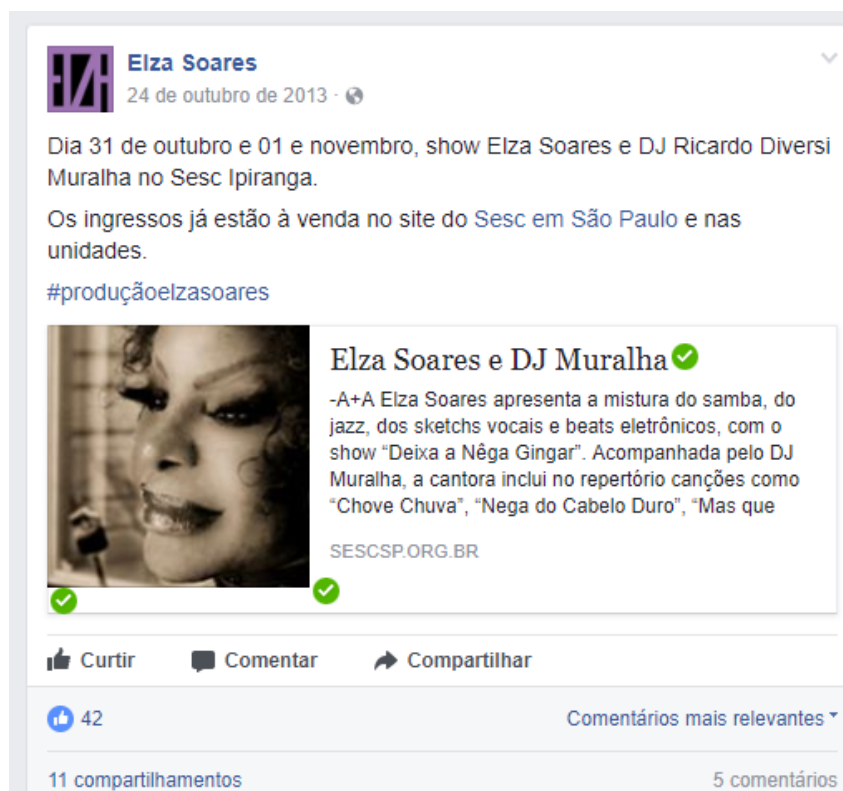 Elza Soares
24 de outubro de 2013 ·
Dia 31 de outubro e 01 e novembro, show Elza Soares e DJ Ricardo Diversi
Muralha no Sesc Ipiranga.
Os ingressos já estão à venda no site do Sesc em São Paulo e nas
unidades.
#produçãoelzasoares
Elza Soares e DJ Muralha
-A+A Elza Soares apresenta a mistura do samba, do
jazz, dos sketchs vocais e beats eletrônicos, com o
show “Deixa a Nêga Gingar”. Acompanhada pelo DJ
Muralha, a cantora inclui no repertório canções como
“Chove Chuva”, “Nega do Cabelo Duro”, “Mas que
SESCSP.ORG.BR
Curtir Comentar Compartilhar
42 Comentários mais relevantes
11 compartilhamentos 5 comentários